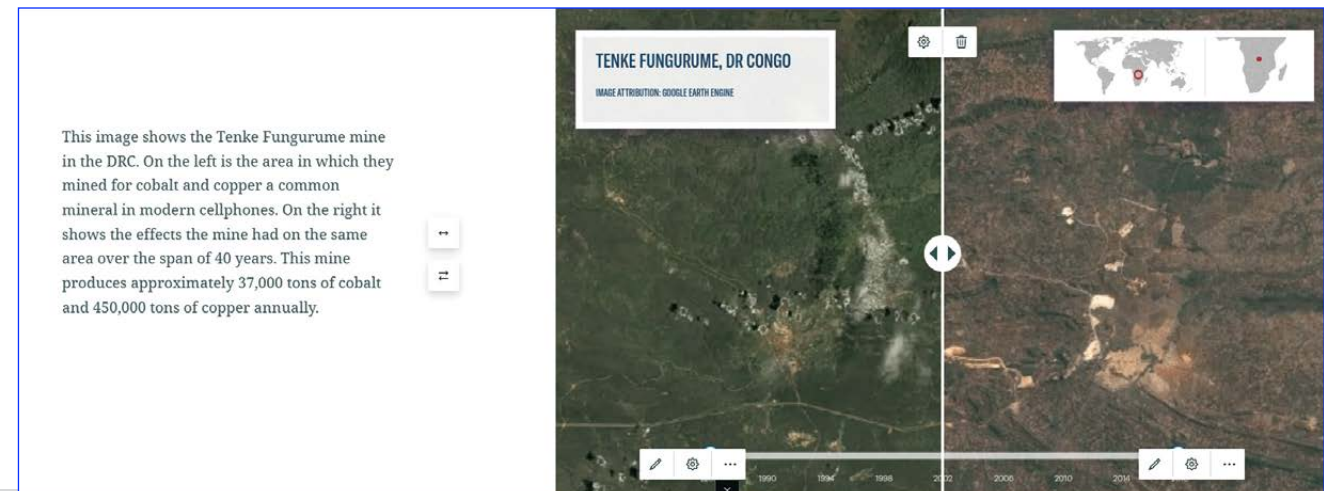 TENKE FUNGURUME, DR CONGO
IMAGE ATTRIBUTION: GOOGLE EARTH ENGINE
This image shows the Tenke Fungurume mine
in the DRC. On the left is the area in which they
mined for cobalt and copper a common
mineral in modern cellphones. On the right it
shows the effects the mine had on the same
area over the span of 40 years. This mine
produces approximately 37,000 tons of cobalt
and 450,000 tons of copper annually.
1990 1994 1998 2002 2006 2010 2014